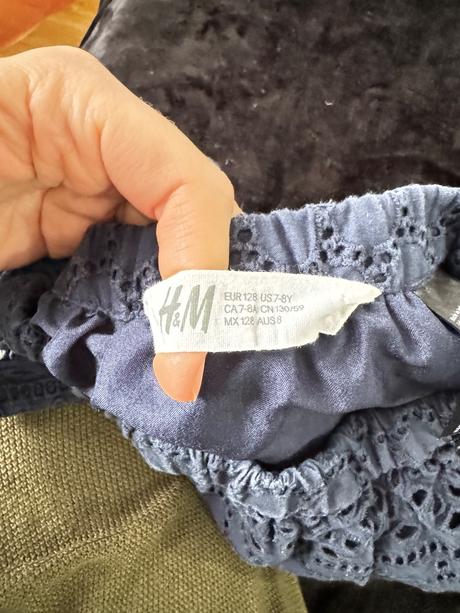 H&M
EUR 128 US 7-8Y
CA 7-8A CN 130/59
MX 128 AUS 8